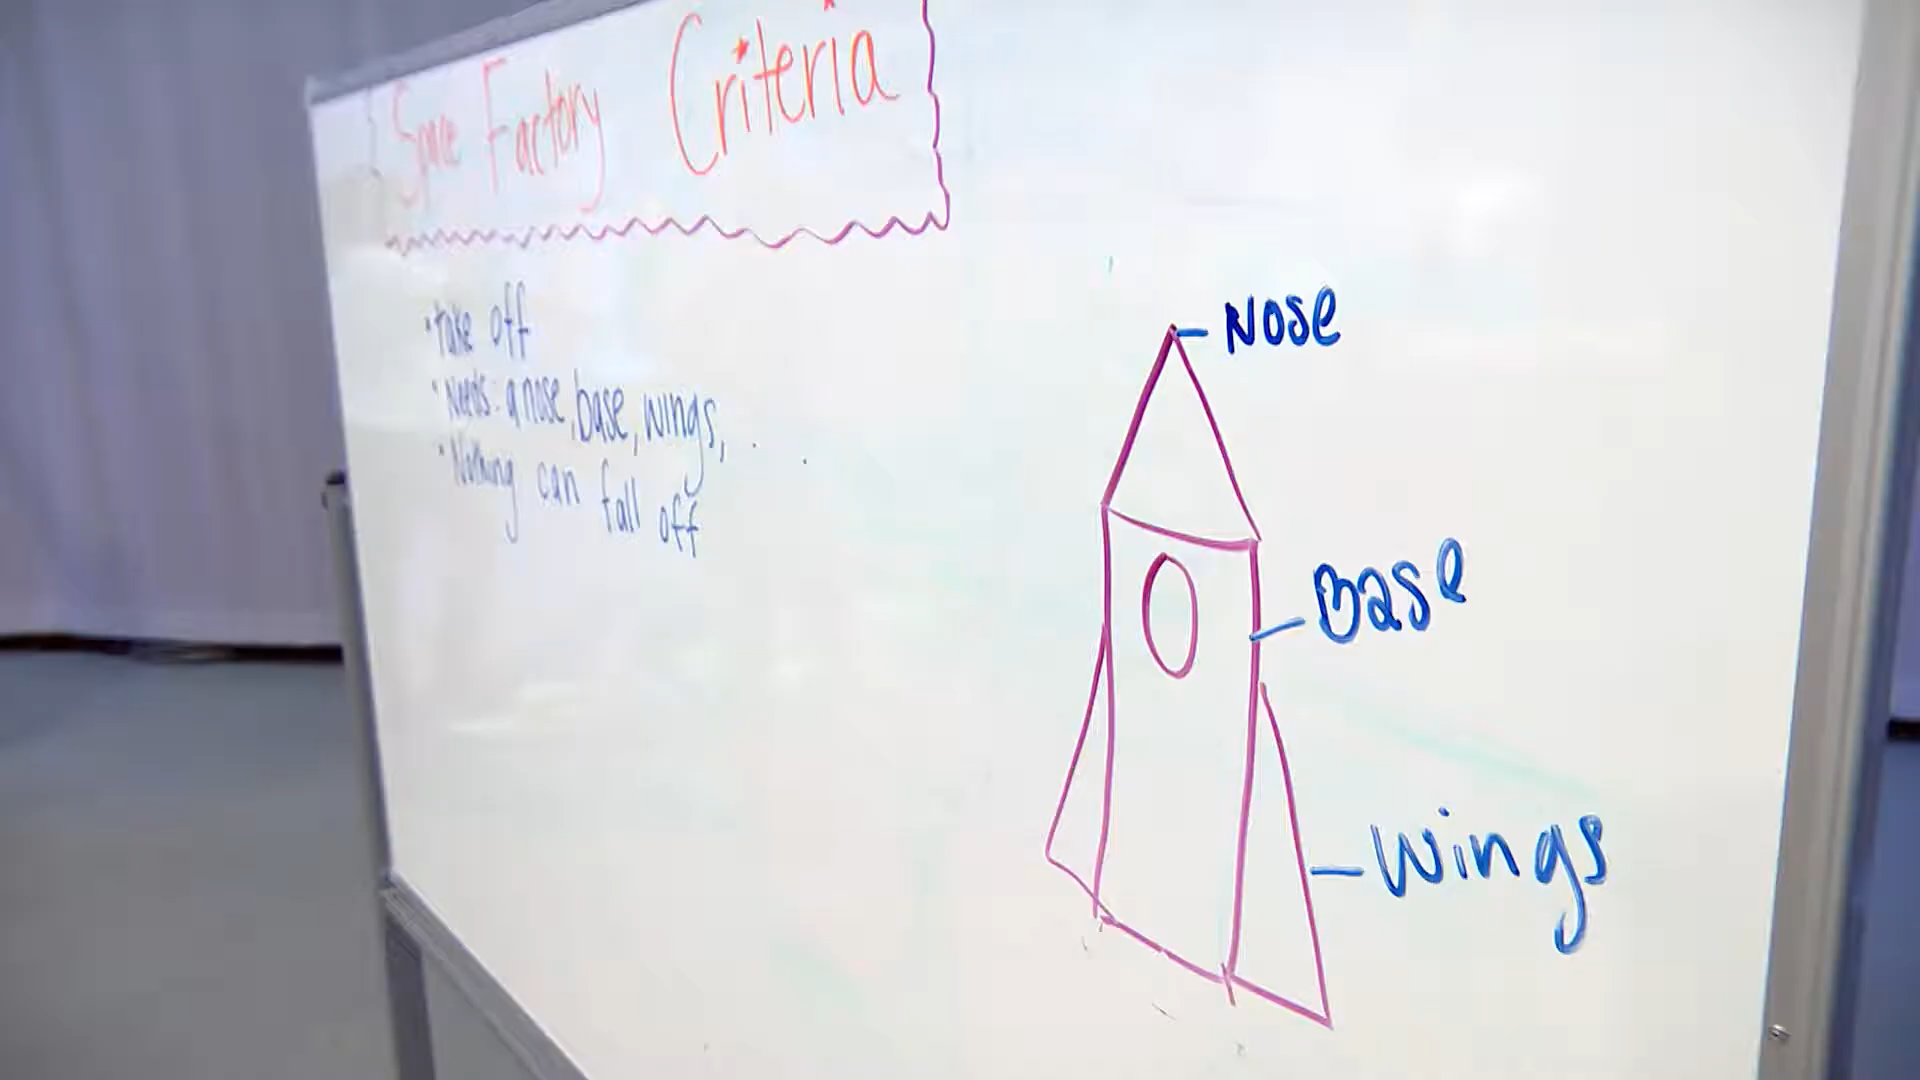 Space Factory Criteria
• take off
• Needs: a nose, base, wings,
• Nothing can fall off
Nose
Base
Wings